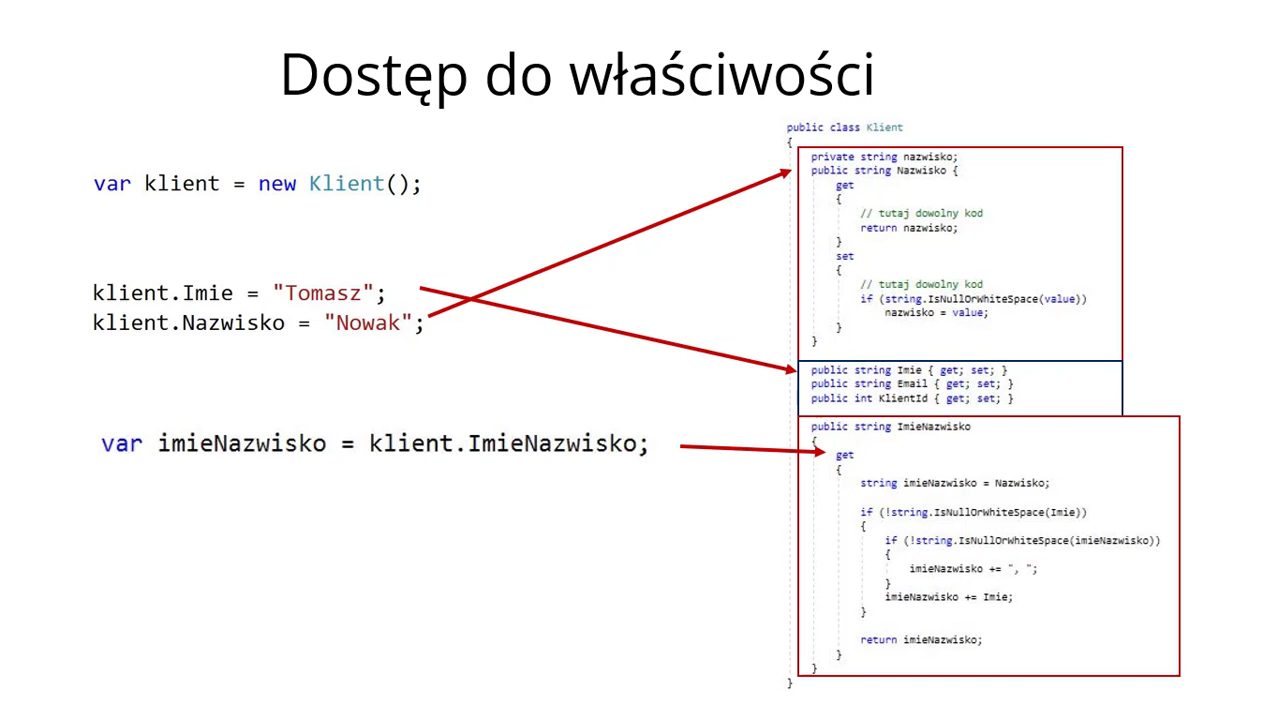 Dostęp do właściwości
var klient = new Klient();
klient.Imie = "Tomasz";
klient.Nazwisko = "Nowak";
var imieNazwisko = klient.ImieNazwisko;
public class Klient
{
private string nazwisko;
public string Nazwisko {
get
{
// tutaj dowolny kod
return nazwisko;
}
set
{
// tutaj dowolny kod
if (string.IsNullOrWhiteSpace(value))
nazwisko = value;
}
}
public string Imie { get; set; }
public string Email { get; set; }
public int KlientId { get; set; }
public string ImieNazwisko
{
get
{
string imieNazwisko = Nazwisko;
if (!string.IsNullOrWhiteSpace(Imie))
{
if (!string.IsNullOrWhiteSpace(imieNazwisko))
{
imieNazwisko += ", ";
}
imieNazwisko += Imie;
}
return imieNazwisko;
}
}
}